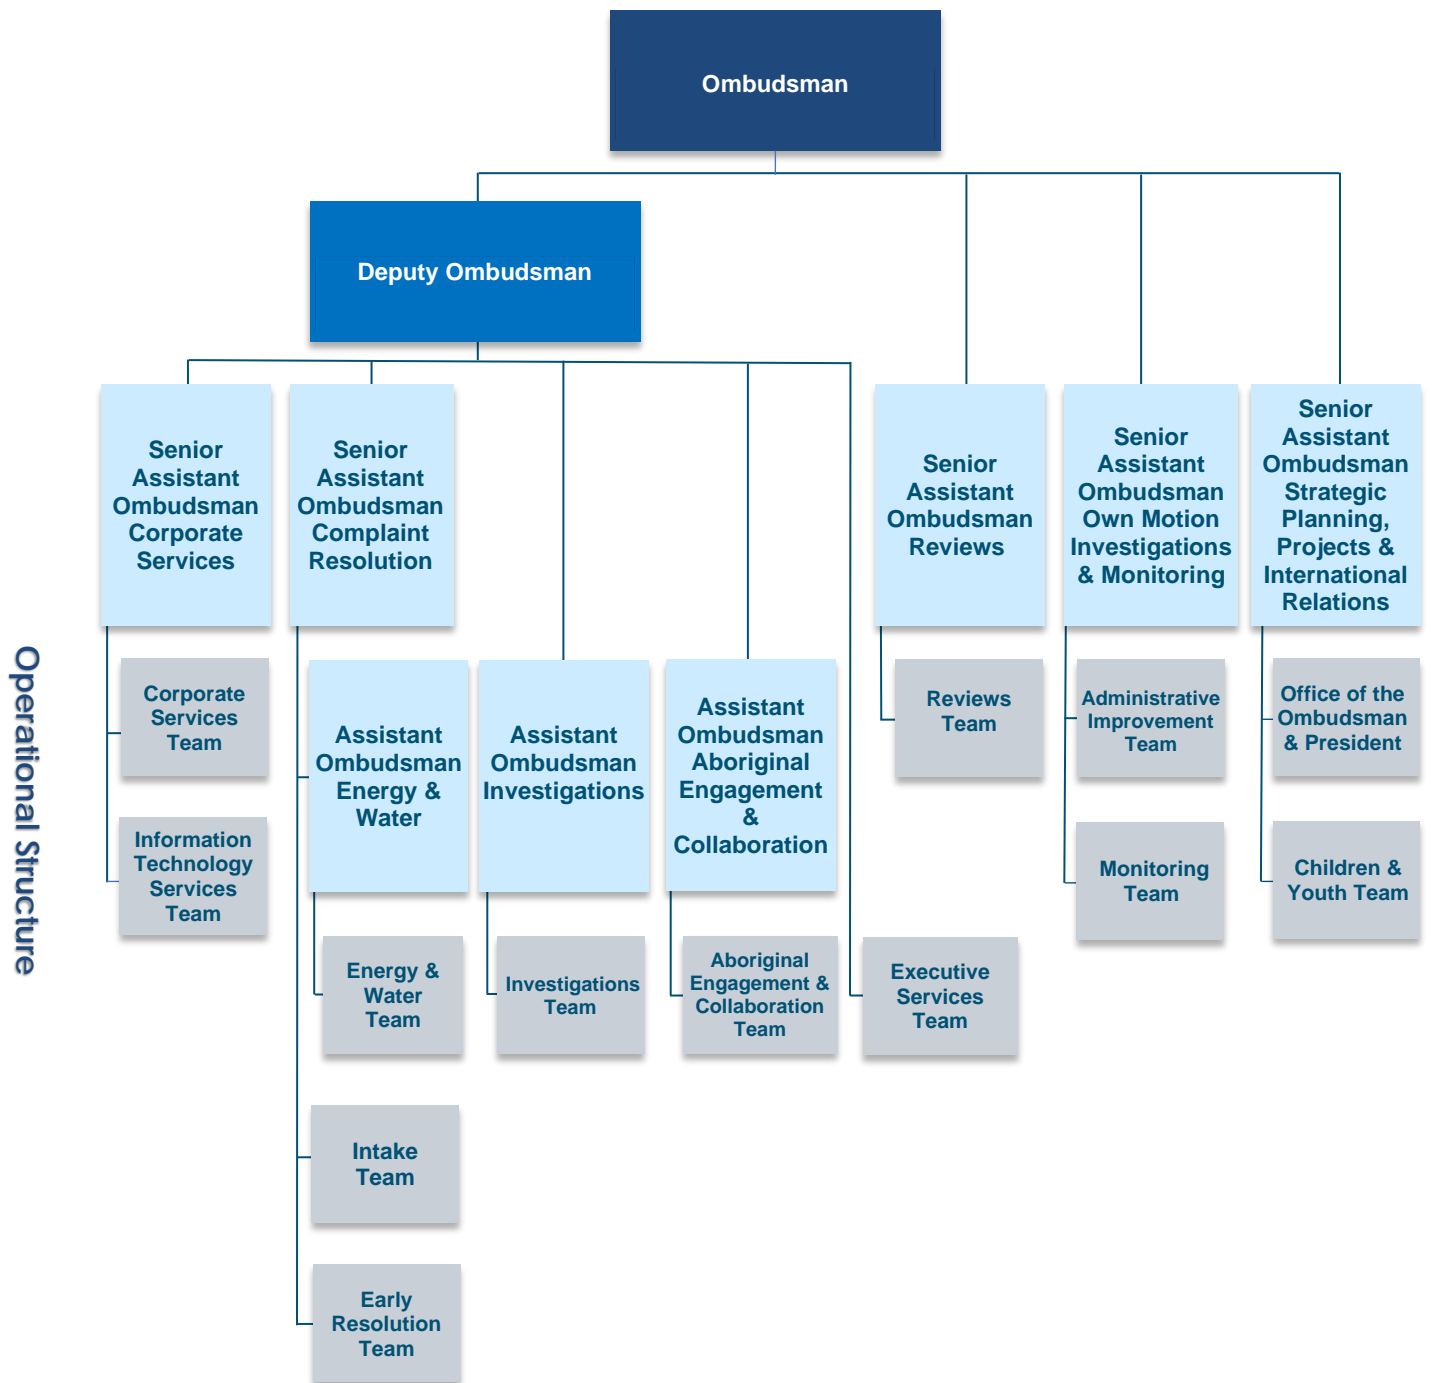 Ombudsman
Deputy Ombudsman
Senior
Assistant
Ombudsman
Corporate
Services
Senior
Assistant
Ombudsman
Complaint
Resolution
Senior
Assistant
Ombudsman
Reviews
Senior
Assistant
Ombudsman
Own Motion
Investigations
& Monitoring
Senior
Assistant
Ombudsman
Strategic
Planning,
Projects &
International
Relations
Corporate
Services
Team
Information
Technology
Services
Team
Assistant
Ombudsman
Energy &
Water
Assistant
Ombudsman
Investigations
Assistant
Ombudsman
Aboriginal
Engagement
&
Collaboration
Reviews
Team
Administrative
Improvement
Team
Office of the
Ombudsman
& President
Monitoring
Team
Children &
Youth Team
Energy &
Water
Team
Investigations
Team
Aboriginal
Engagement &
Collaboration
Team
Executive
Services
Team
Intake
Team
Early
Resolution
Team
Operational Structure